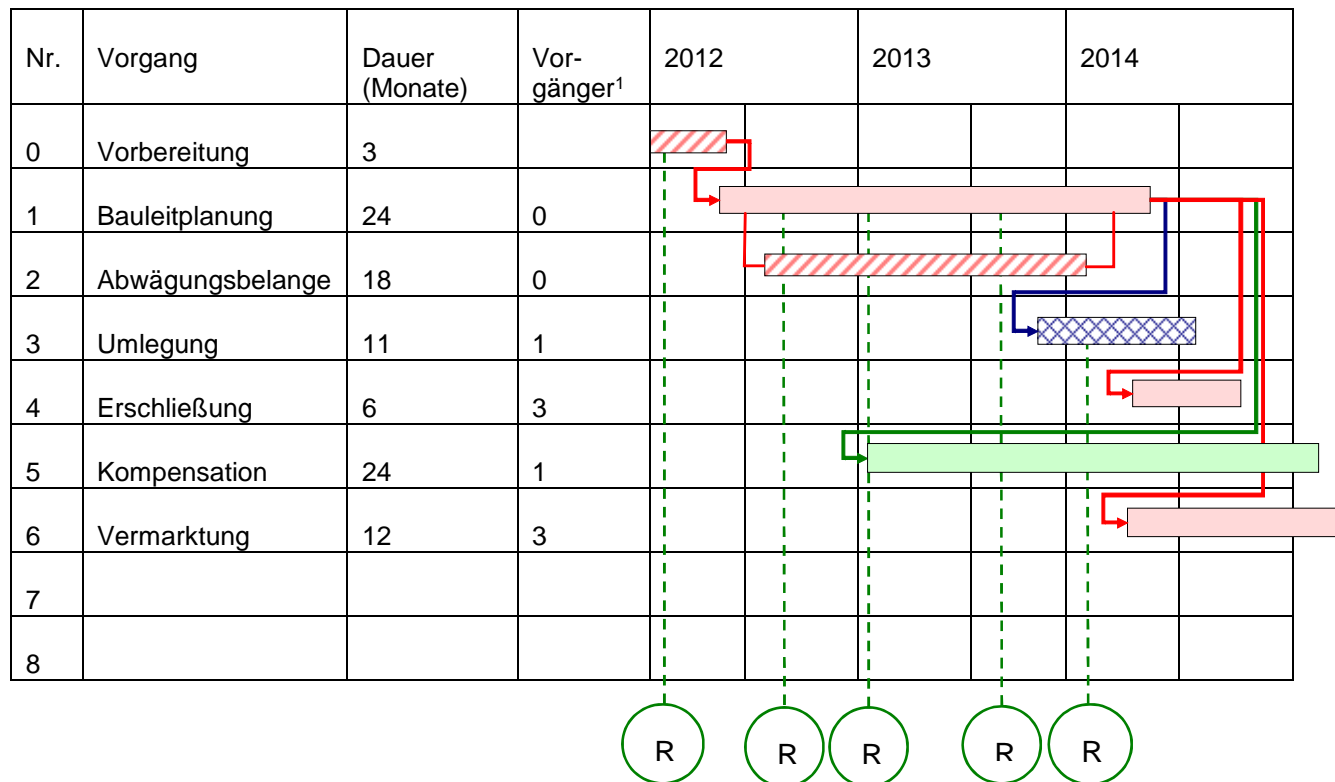 Nr. Vorgang Dauer (Monate) Vor- gänger¹ 2012 2013 2014
0 Vorbereitung 3
1 Bauleitplanung 24 0
2 Abwägungsbelange 18 0
3 Umlegung 11 1
4 Erschließung 6 3
5 Kompensation 24 1
6 Vermarktung 12 3
7
8
R R R R R